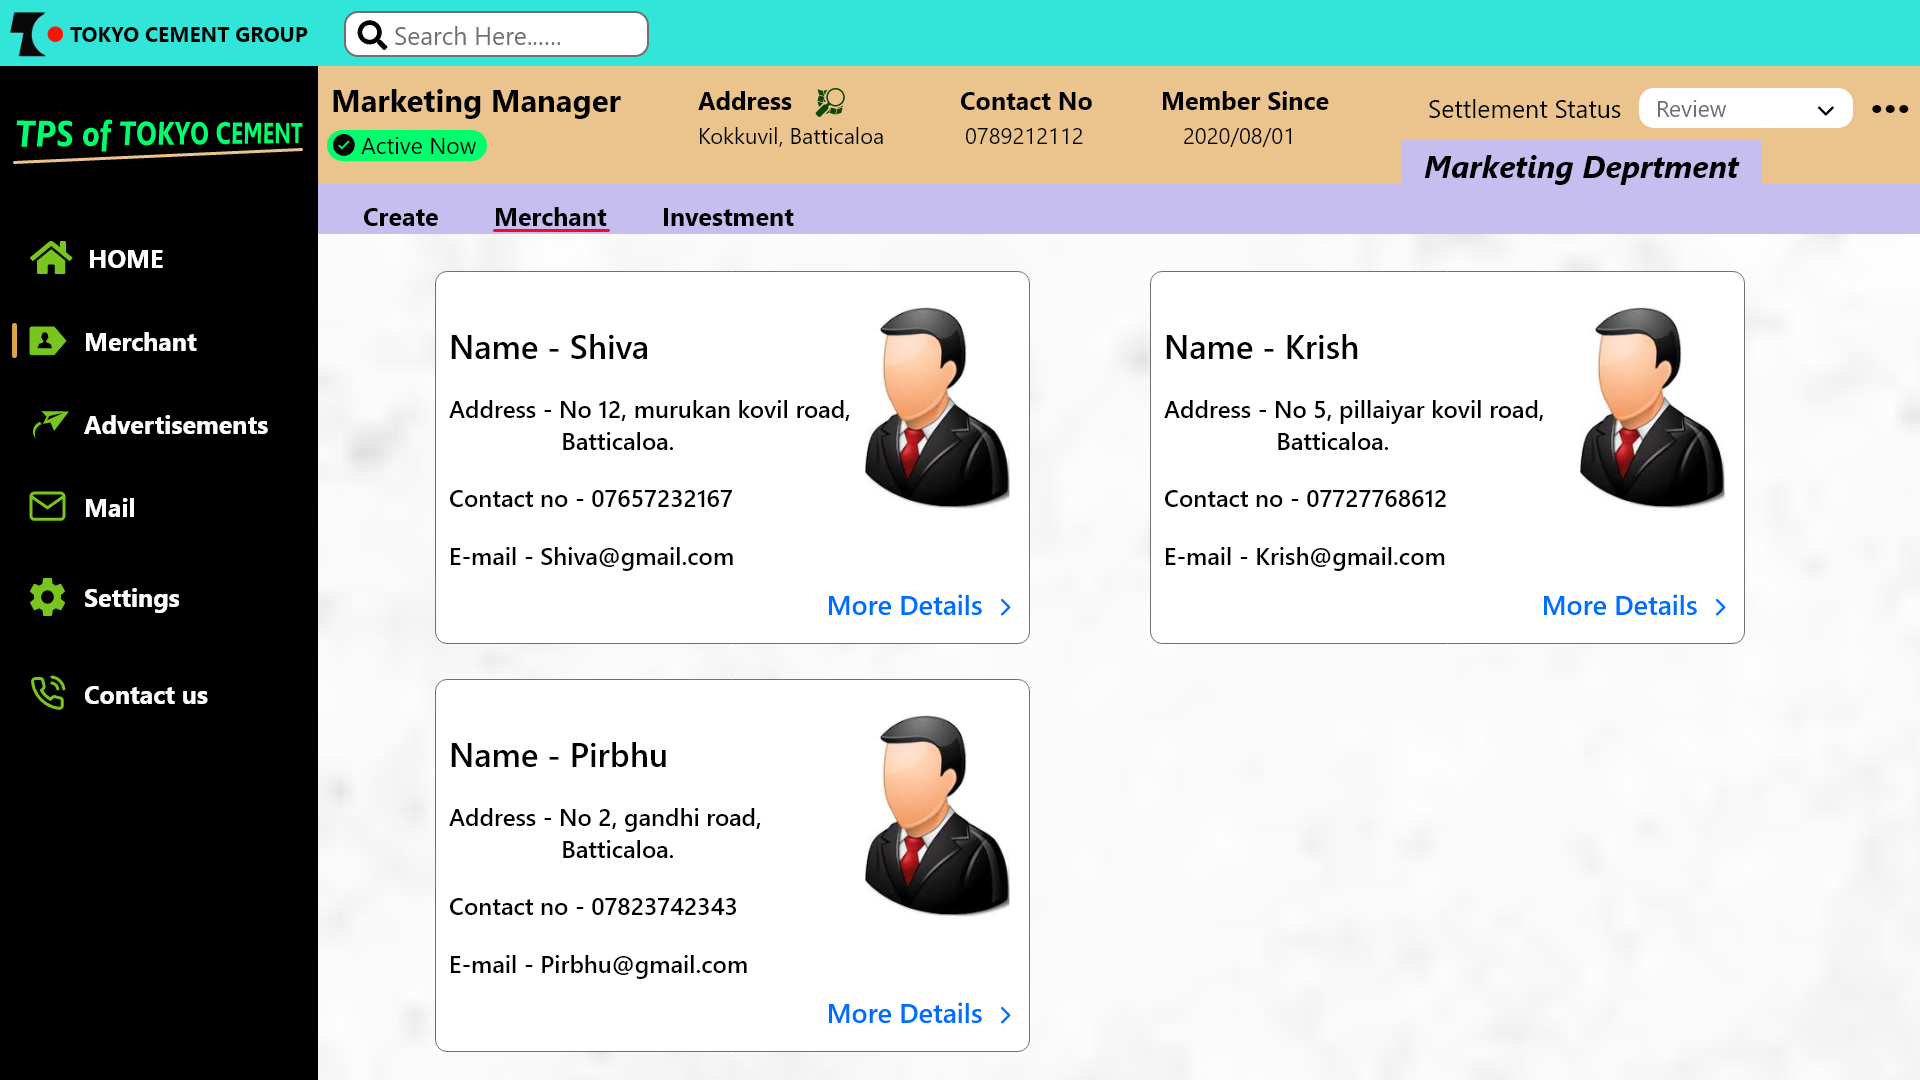 TOKYO CEMENT GROUP
Search Here......
TPS of TOKYO CEMENT
HOME
Merchant
Advertisements
Mail
Settings
Contact us
Marketing Manager
Active Now
Address
Kokkuvil, Batticaloa
Contact No
0789212112
Member Since
2020/08/01
Settlement Status
Review
Marketing Deprtment
Create
Merchant
Investment
Name - Shiva
Address - No 12, murukan kovil road,
Batticaloa.
Contact no - 07657232167
E-mail - Shiva@gmail.com
More Details
Name - Krish
Address - No 5, pillaiyar kovil road,
Batticaloa.
Contact no - 07727768612
E-mail - Krish@gmail.com
More Details
Name - Pirbhu
Address - No 2, gandhi road,
Batticaloa.
Contact no - 07823742343
E-mail - Pirbhu@gmail.com
More Details